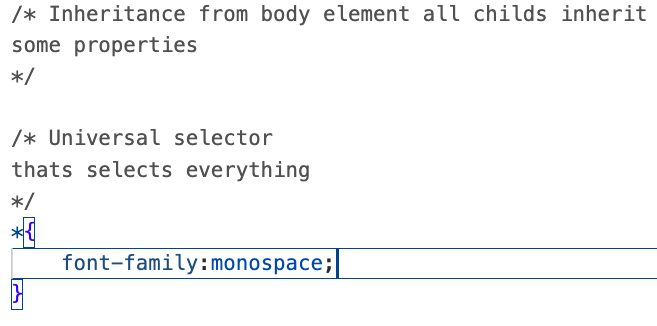 /* Inheritance from body element all childs inherit
some properties
*/
/* Universal selector
thats selects everything
*/
*{
font-family:monospace;
}